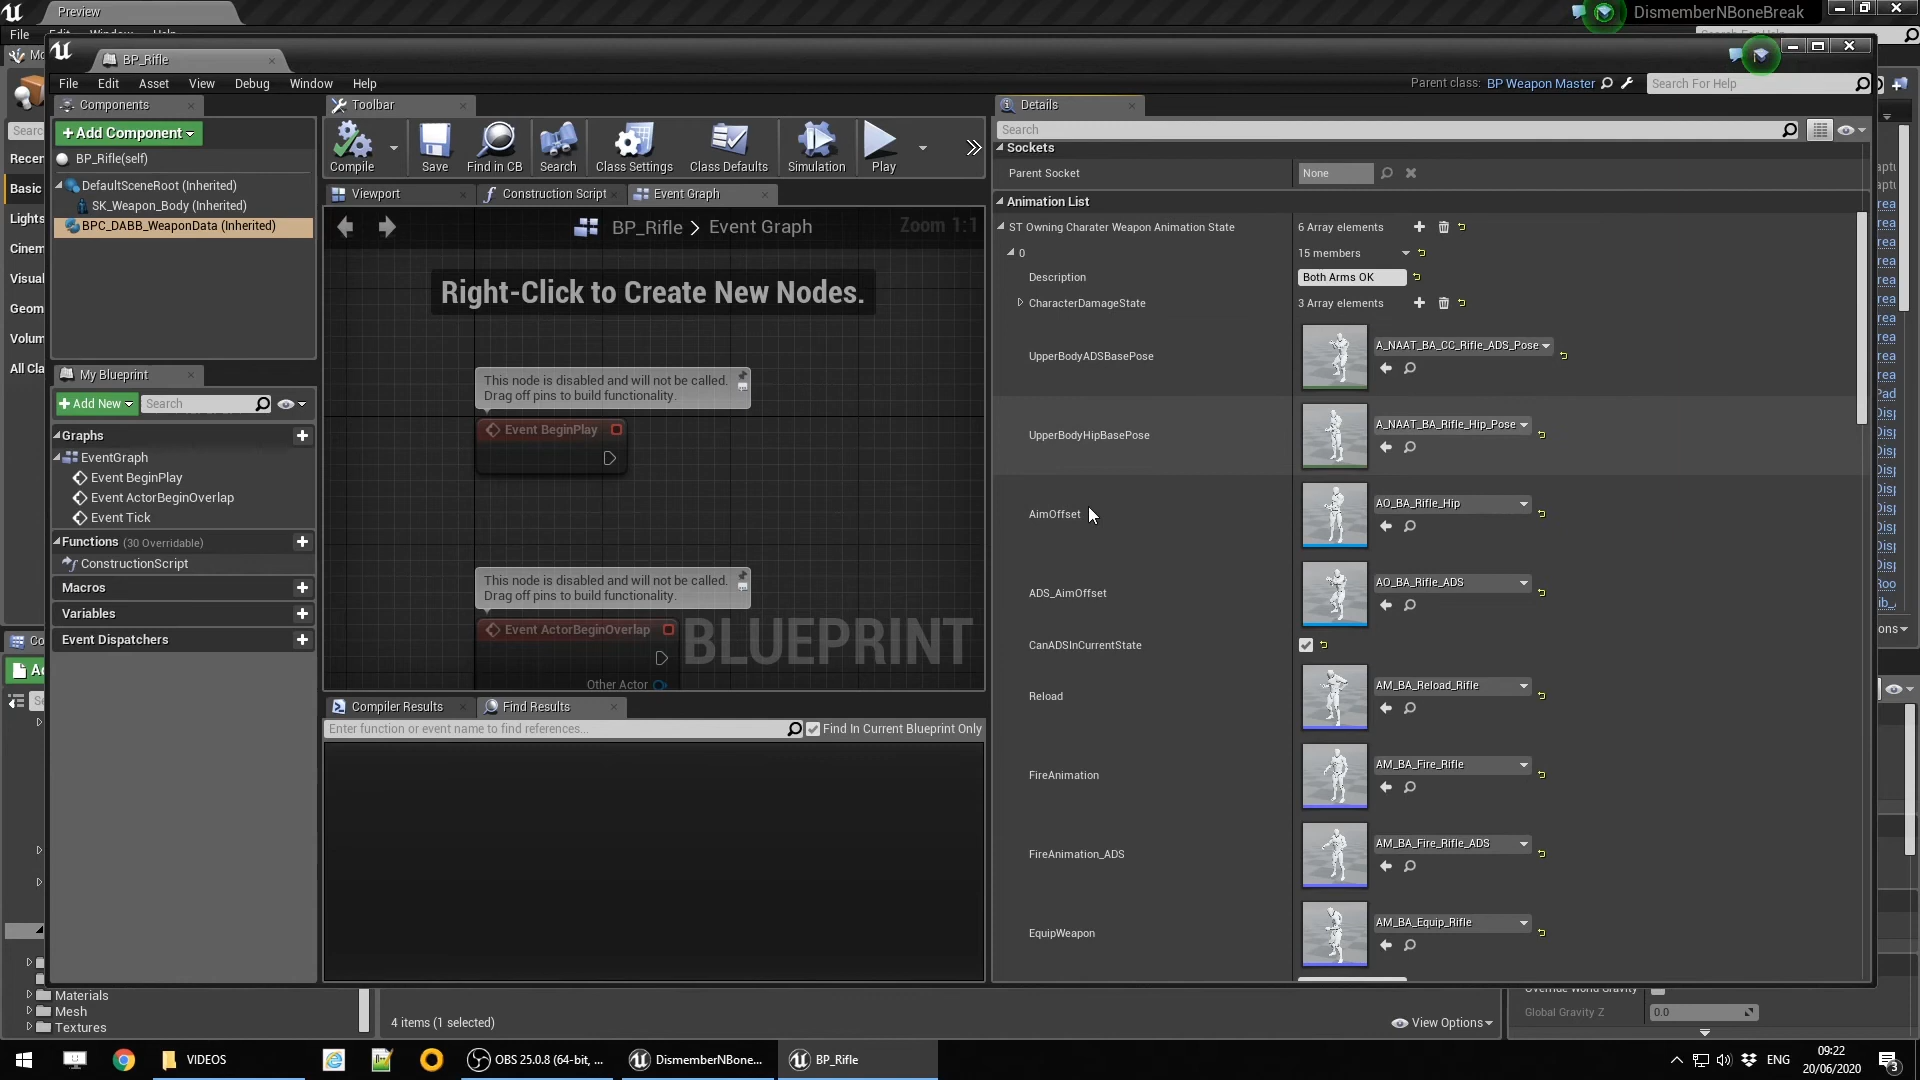 Preview
DismemberNBoneBreak
File
Edit
Window
Help
BP_Rifle
File Edit Asset View Debug Window Help
Parent class: BP Weapon Master
Search For Help
Components
Toolbar
Details
+Add Component
Search
BP_Rifle(self)
DefaultSceneRoot (Inherited)
SK_Weapon_Body (Inherited)
BPC_DABB_WeaponData (Inherited)
Compile
Save
Find in CB
Search
Class Settings
Class Defaults
Simulation
Play
Viewport
Construction Script
Event Graph
BP_Rifle > Event Graph
Zoom 1:1
Right-Click to Create New Nodes.
This node is disabled and will not be called.
Drag off pins to build functionality.
Event BeginPlay
This node is disabled and will not be called.
Drag off pins to build functionality.
Event ActorBeginOverlap
Other Actor
BLUEPRINT
My Blueprint
+Add New
Search
Graphs
EventGraph
Event BeginPlay
Event ActorBeginOverlap
Event Tick
Functions (30 Overridable)
ConstructionScript
Macros
Variables
Event Dispatchers
Compiler Results
Find Results
Enter function or event name to find references...
Find In Current Blueprint Only
Sockets
Parent Socket
None
Animation List
ST Owning Charater Weapon Animation State
6 Array elements
0
15 members
Description
Both Arms OK
CharacterDamageState
3 Array elements
UpperBodyADSBasePose
A_NAAT_BA_CC_Rifle_ADS_Pose
UpperBodyHipBasePose
A_NAAT_BA_Rifle_Hip_Pose
AimOffset
AO_BA_Rifle_Hip
ADS_AimOffset
AO_BA_Rifle_ADS
CanADSInCurrentState
Reload
AM_BA_Reload_Rifle
FireAnimation
AM_BA_Fire_Rifle
FireAnimation_ADS
AM_BA_Fire_Rifle_ADS
EquipWeapon
AM_BA_Equip_Rifle
Basic
Lights
Materials
Mesh
Textures
4 items (1 selected)
View Options
Override World Gravity
Global Gravity Z
0.0
VIDEOS
OBS 25.0.8 (64-bit, ...
DismemberNBone...
BP_Rifle
ENG
09:22
20/06/2020
3